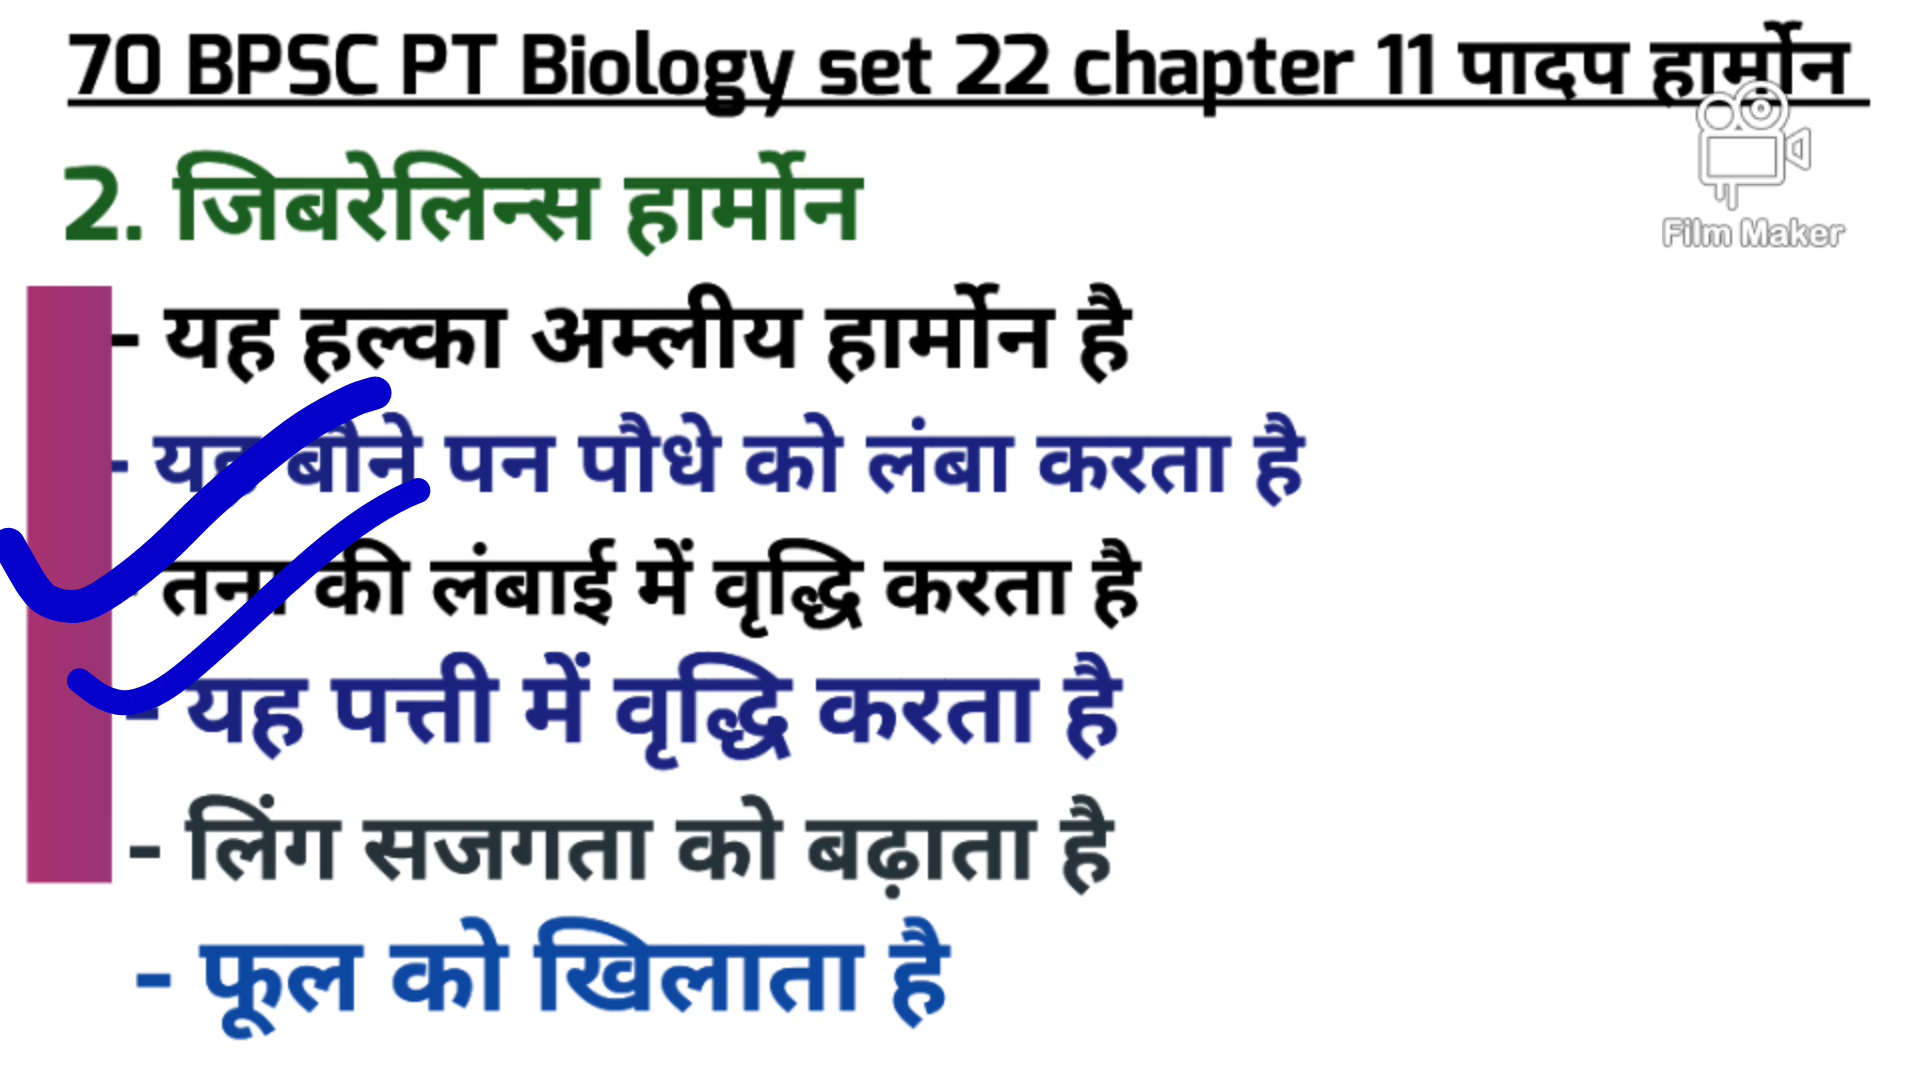 70 BPSC PT Biology set 22 chapter 11 पादप हार्मोन
Film Maker
2. जिबरेलिन्स हार्मोन
- यह हल्का अम्लीय हार्मोन है
- यह बौने पन पौधे को लंबा करता है
- तना की लंबाई में वृद्धि करता है
- यह पत्ती में वृद्धि करता है
- लिंग सजगता को बढ़ाता है
- फूल को खिलाता है